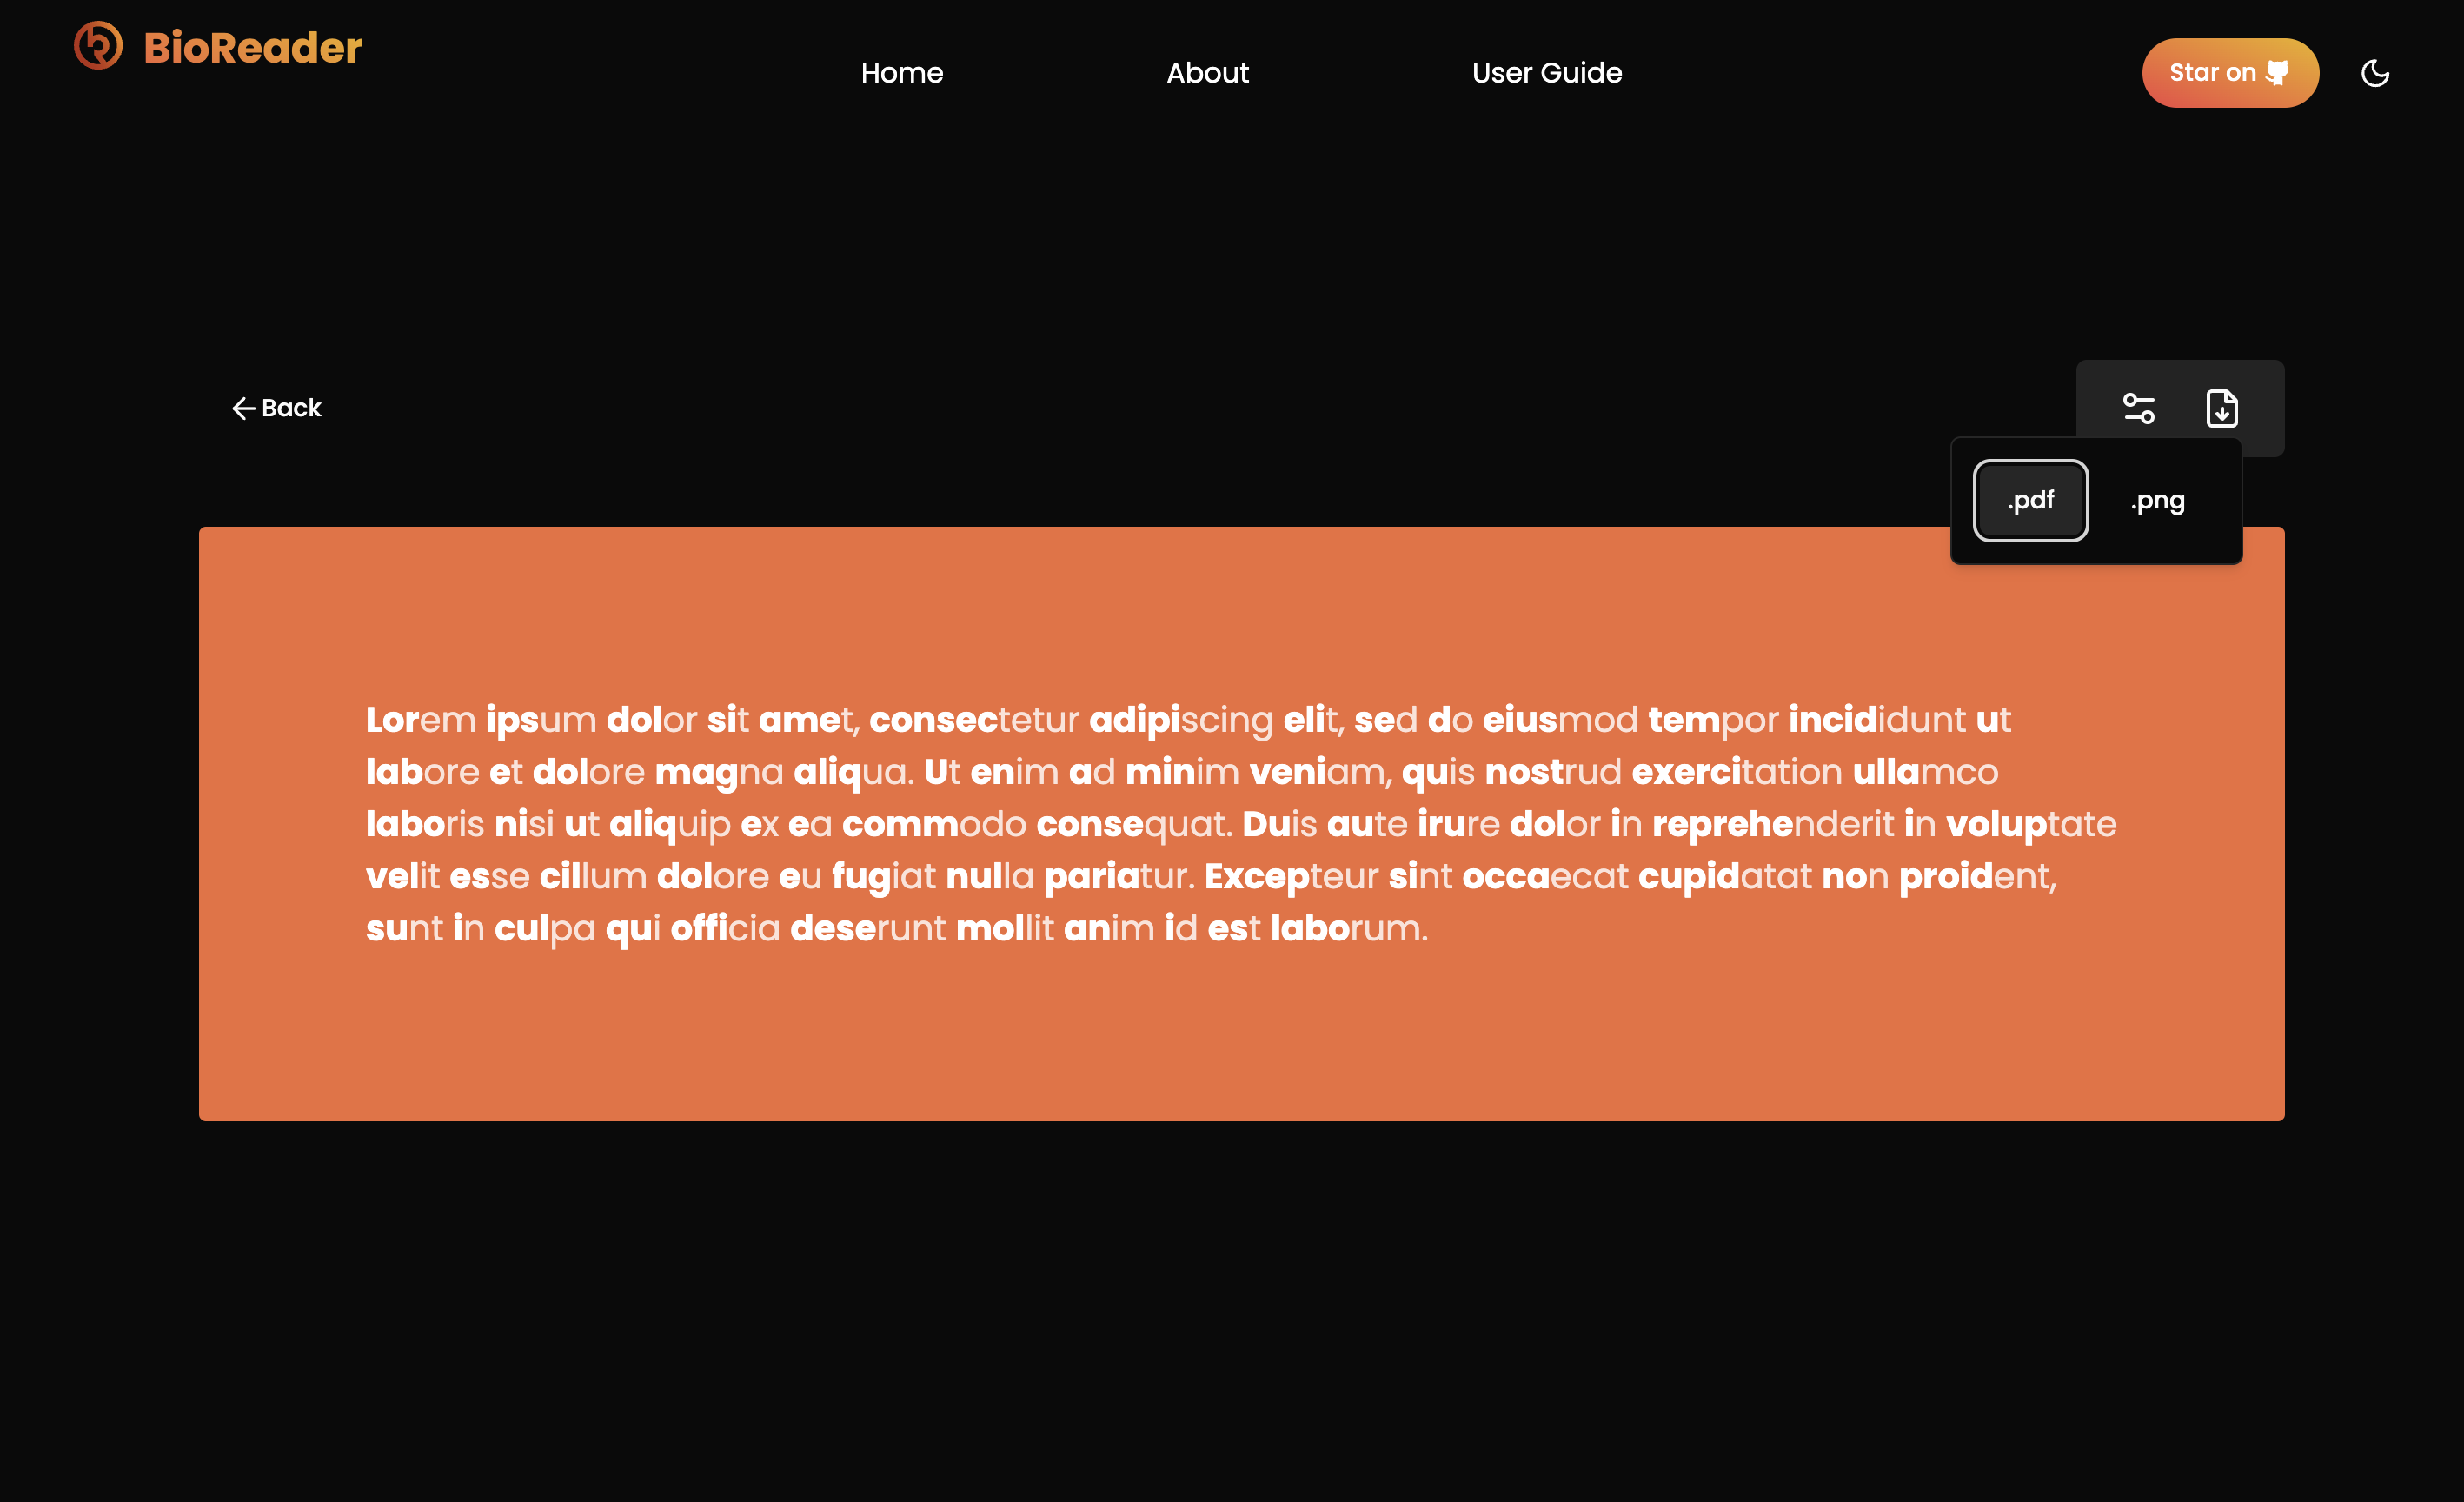 BioReader
Home
About
User Guide
Star on
Back
.pdf
.png
Lorem ipsum dolor sit amet, consectetur adipiscing elit, sed do eiusmod tempor incididunt ut
labore et dolore magna aliqua. Ut enim ad minim veniam, quis nostrud exercitation ullamco
laboris nisi ut aliquip ex ea commodo consequat. Duis aute irure dolor in reprehenderit in voluptate
velit esse cillum dolore eu fugiat nulla pariatur. Excepteur sint occaecat cupidatat non proident,
sunt in culpa qui officia deserunt mollit anim id est laborum.